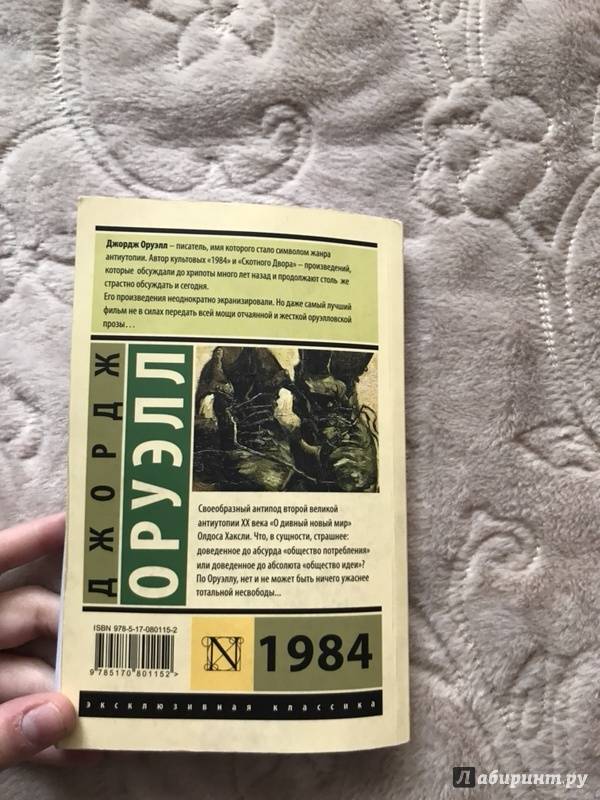 Джордж Оруэлл – писатель, имя которого стало символом жанра
антиутопии. Автор культовых «1984» и «Скотного Двора» – произведений,
которые обсуждали до хрипоты много лет назад и продолжают столь же
страстно обсуждать и сегодня.
Его произведения неоднократно экранизировали. Но даже самый лучший
фильм не в силах передать всей мощи отчаянной и жесткой оруэлловской
прозы...
ДЖОРДЖ
ОРУЭЛЛ
Своеобразный антипод второй великой
антиутопии XX века «О дивный новый мир»
Олдоса Хаксли. Что, в сущности, страшнее:
доведенное до абсурда «общество потребления»
или доведенное до абсолюта «общество идеи»?
По Оруэллу, нет и не может быть ничего ужаснее
тотальной несвободы...
ISBN 978-5-17-080115-2
9 785170 801152 >
N
1984
эксклюзивная классика
Лабиринт.ру